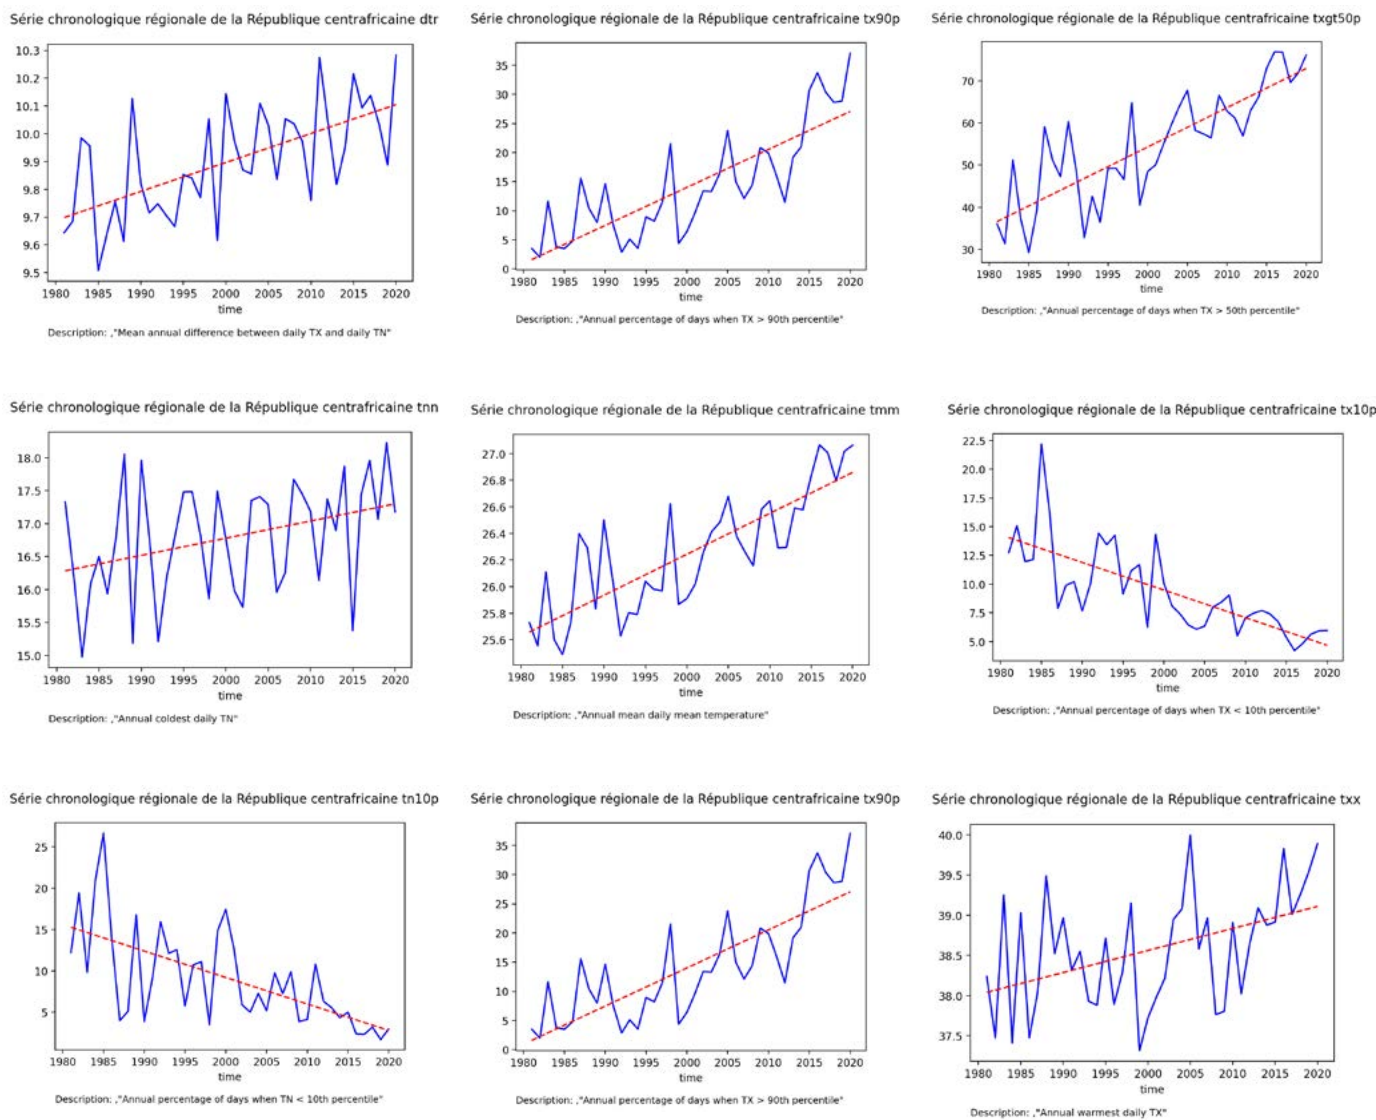 Série chronologique régionale de la République centrafricaine dtr
10.3
10.2
10.1
10.0
9.9
9.8
9.7
9.6
9.5
1980 1985 1990 1995 2000 2005 2010 2015 2020
time
Description: ,"Mean annual difference between daily TX and daily TN"
Série chronologique régionale de la République centrafricaine tx90p
35
30
25
20
15
10
5
0
1980 1985 1990 1995 2000 2005 2010 2015 2020
time
Description: ,"Annual percentage of days when TX > 90th percentile"
Série chronologique régionale de la République centrafricaine txgt50p
70
60
50
40
30
1980 1985 1990 1995 2000 2005 2010 2015 2020
time
Description: ,"Annual percentage of days when TX > 50th percentile"
Série chronologique régionale de la République centrafricaine tnn
18.0
17.5
17.0
16.5
16.0
15.5
15.0
1980 1985 1990 1995 2000 2005 2010 2015 2020
time
Description: ,"Annual coldest daily TN"
Série chronologique régionale de la République centrafricaine tmm
27.0
26.8
26.6
26.4
26.2
26.0
25.8
25.6
1980 1985 1990 1995 2000 2005 2010 2015 2020
time
Description: ,"Annual mean daily mean temperature"
Série chronologique régionale de la République centrafricaine tx10p
22.5
20.0
17.5
15.0
12.5
10.0
7.5
5.0
1980 1985 1990 1995 2000 2005 2010 2015 2020
time
Description: ,"Annual percentage of days when TX < 10th percentile"
Série chronologique régionale de la République centrafricaine tn10p
25
20
15
10
5
1980 1985 1990 1995 2000 2005 2010 2015 2020
time
Description: ,"Annual percentage of days when TN < 10th percentile"
Série chronologique régionale de la République centrafricaine tx90p
35
30
25
20
15
10
5
0
1980 1985 1990 1995 2000 2005 2010 2015 2020
time
Description: ,"Annual percentage of days when TX > 90th percentile"
Série chronologique régionale de la République centrafricaine txx
40.0
39.5
39.0
38.5
38.0
37.5
1980 1985 1990 1995 2000 2005 2010 2015 2020
time
Description: ,"Annual warmest daily TX"